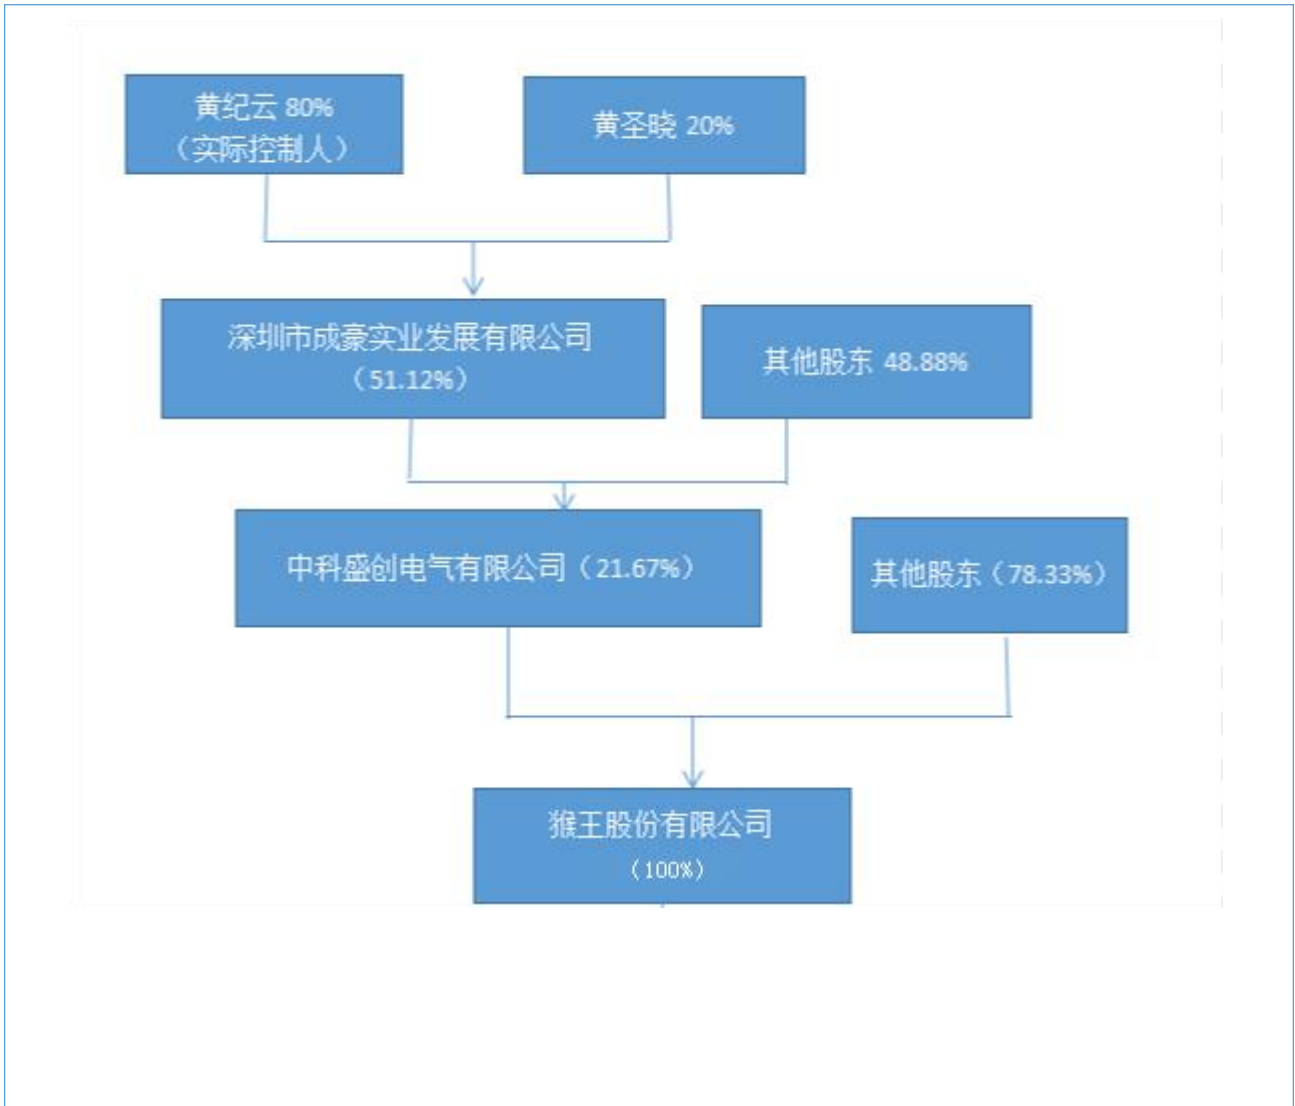 黄纪云 80%
（实际控制人）
黄圣晓 20%
深圳市成豪实业发展有限公司
（51.12%）
其他股东 48.88%
中科盛创电气有限公司（21.67%）
其他股东（78.33%）
猴王股份有限公司
（100%）